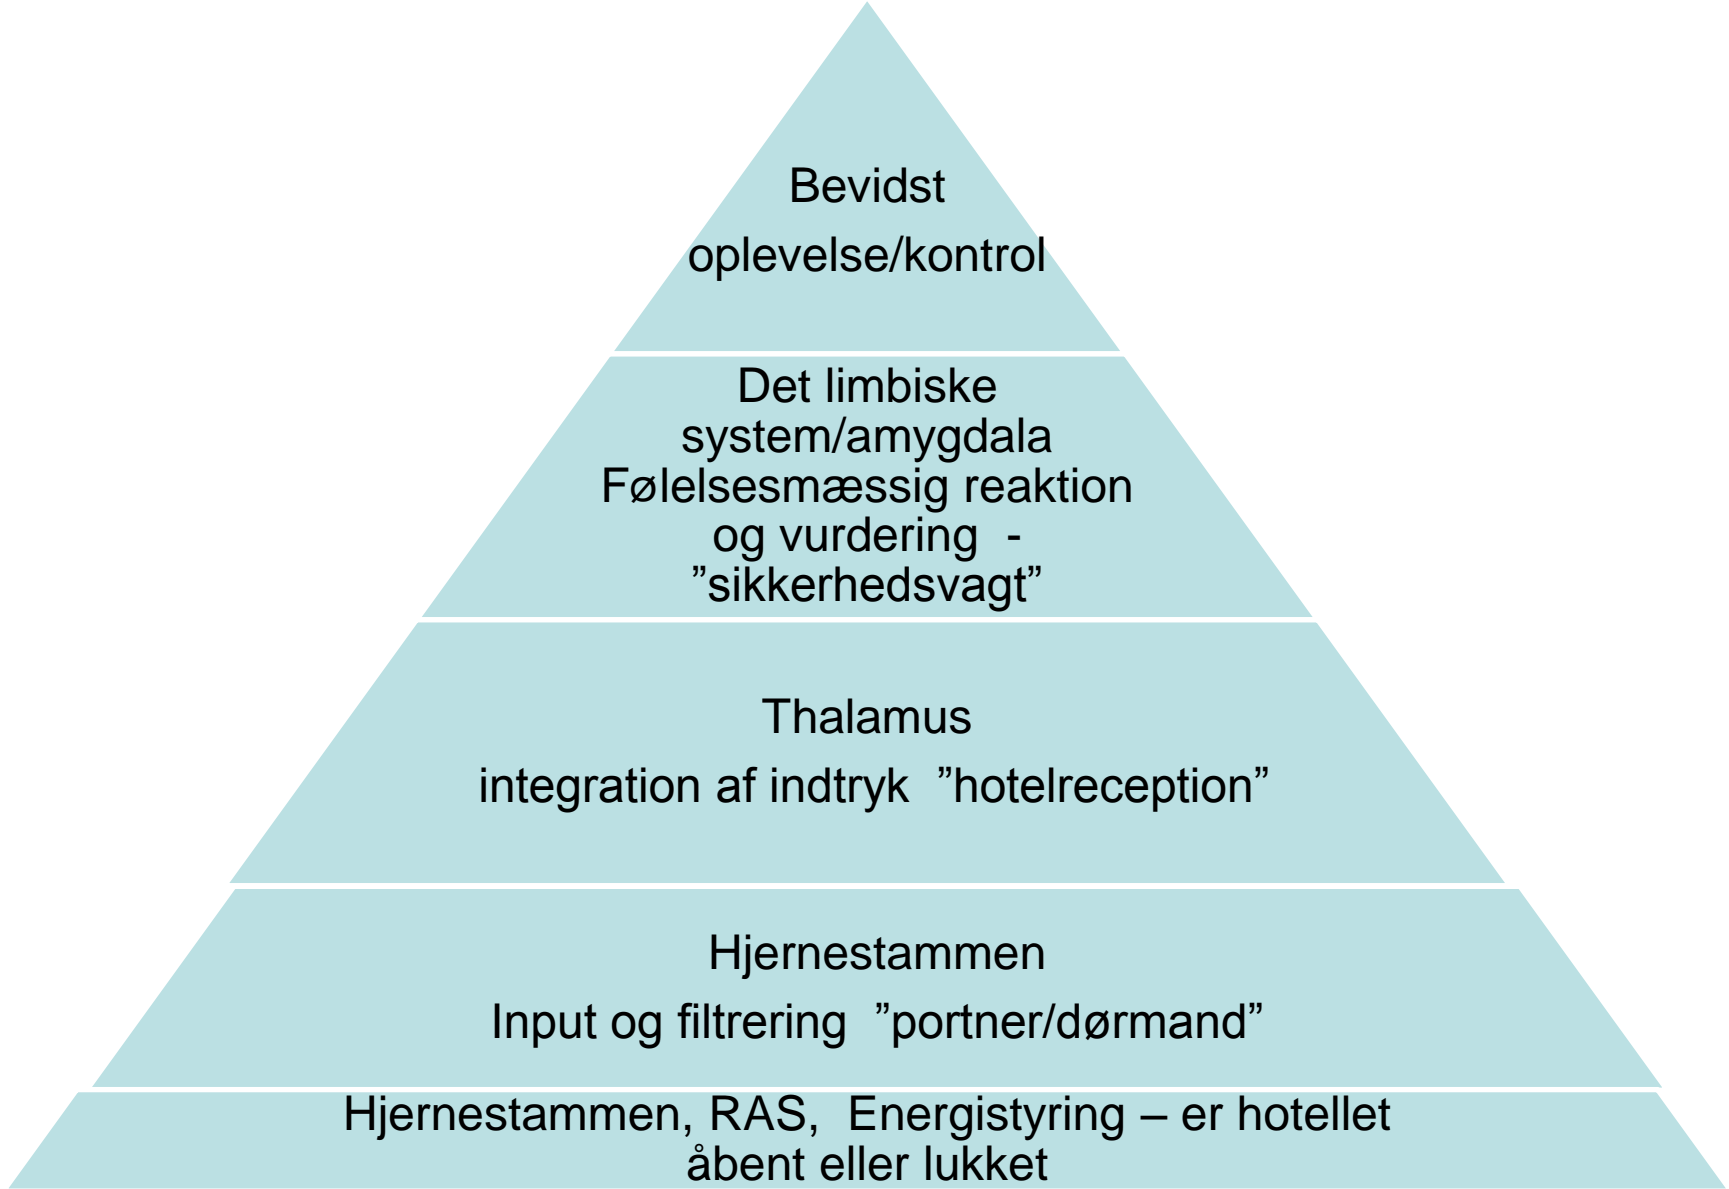 Bevidst
oplevelse/kontrol
Det limbiske
system/amygdala
Følelsesmæssig reaktion
og vurdering  -
”sikkerhedsvagt”
Thalamus
integration af indtryk  ”hotelreception”
Hjernestammen
Input og filtrering  ”portner/dørmand”
Hjernestammen, RAS,  Energistyring – er hotellet
åbent eller lukket